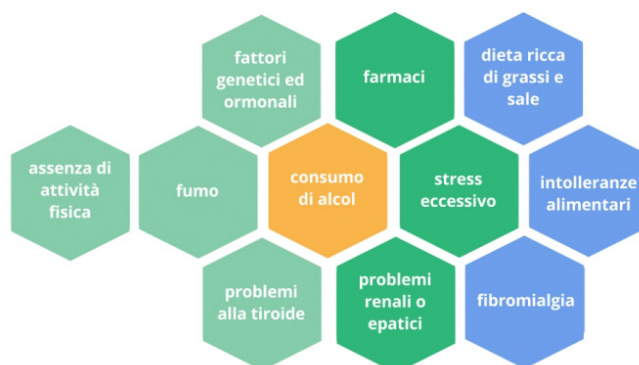 fattori
genetici ed
ormonali
farmaci
dieta ricca
di grassi e
sale
assenza di
attività
fisica
fumo
consumo
di alcol
stress
eccessivo
intolleranze
alimentari
problemi
alla tiroide
problemi
renali o
epatici
fibromialgia